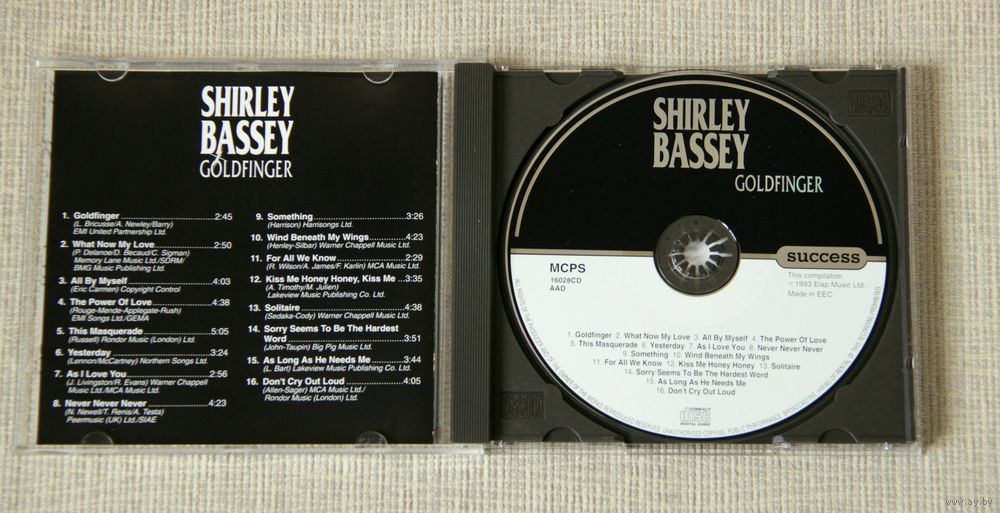 SHIRLEY
BASSEY
GOLDFINGER
1. Goldfinger 2:45
(L. Bricusse/A. Newley/Barry)
EMI United Partnership Ltd.
2. What Now My Love 2:50
(P. Delanoe/D. Becaud/C. Sigman)
Memory Lane Music Ltd./SDRM/
BMG Music Publishing Ltd.
3. All By Myself 4:03
(Eric Carmen) Copyright Control
4. The Power Of Love 4:38
(Rouge-Mende-Applegate-Rush)
EMI Songs Ltd./GEMA
5. This Masquerade 5:05
(Russell) Rondor Music (London) Ltd.
6. Yesterday 3:24
(Lennon/McCartney) Northern Songs Ltd.
7. As I Love You 2:56
(J. Livingston/R. Evans) Warner Chappell
Music Ltd./MCA Music Ltd.
8. Never Never Never 4:23
(N. Newell/T. Renis/A. Testa)
Peermusic (UK) Ltd./SIAE
9. Something 3:26
(Harrison) Harrisongs Ltd.
10. Wind Beneath My Wings 4:23
(Henley-Silbar) Warner Chappell Music Ltd.
11. For All We Know 2:29
(R. Wilson/A. James/F. Karlin) MCA Music Ltd.
12. Kiss Me Honey Honey, Kiss Me ...3:35
(A. Timothy/M. Julien)
Lakeview Music Publishing Co. Ltd.
13. Solitaire 4:38
(Sedaka-Cody) Warner Chappell Music Ltd.
14. Sorry Seems To Be The Hardest
Word 3:51
(John-Taupin) Big Pig Music Ltd.
15. As Long As He Needs Me 3:44
(L. Bart) Lakeview Music Publishing Co. Ltd.
16. Don't Cry Out Loud 4:05
(Allen-Sager) MCA Music Ltd./
Rondor Music (London) Ltd.
SHIRLEY
BASSEY
GOLDFINGER
success
MCPS
16028CD
AAD
This compilation
℗ 1993 Elap Music Ltd.
Made in EEC
1. Goldfinger 2. What Now My Love 3. All By Myself 4. The Power Of Love
5. This Masquerade 6. Yesterday 7. As I Love You 8. Never Never Never
9. Something 10. Wind Beneath My Wings
11. For All We Know 12. Kiss Me Honey Honey 13. Solitaire
14. Sorry Seems To Be The Hardest Word
15. As Long As He Needs Me
16. Don't Cry Out Loud
COMPACT
disc
DIGITAL AUDIO
www.ay.by